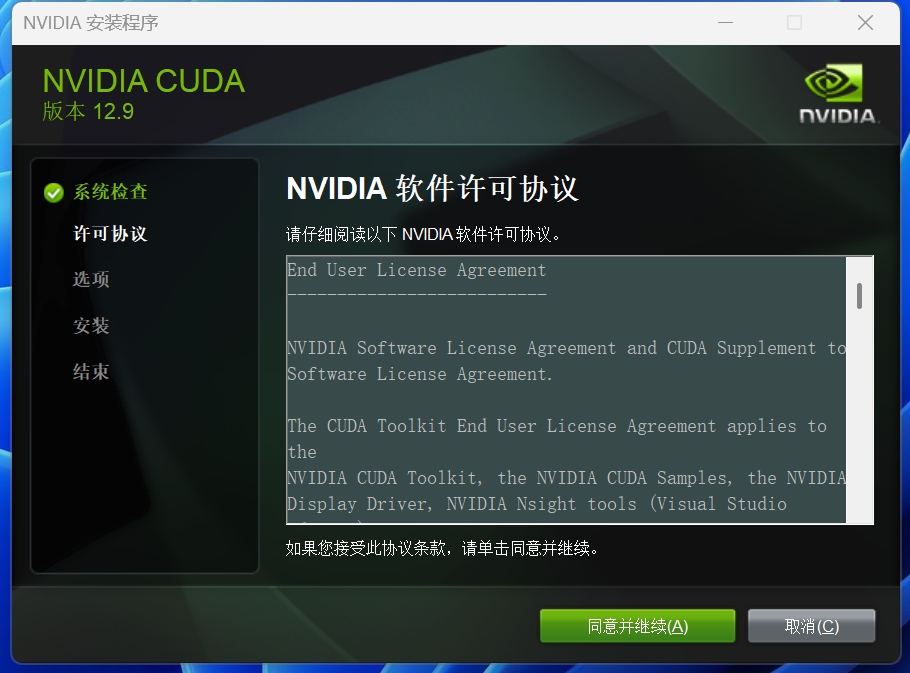 NVIDIA 安装程序
NVIDIA CUDA
版本 12.9
NVIDIA.
系统检查
许可协议
选项
安装
结束
NVIDIA 软件许可协议
请仔细阅读以下 NVIDIA 软件许可协议。
End User License Agreement
--------------------------
NVIDIA Software License Agreement and CUDA Supplement to
Software License Agreement.
The CUDA Toolkit End User License Agreement applies to
the
NVIDIA CUDA Toolkit, the NVIDIA CUDA Samples, the NVIDIA
Display Driver, NVIDIA Nsight tools (Visual Studio
如果您接受此协议条款，请单击同意并继续。
同意并继续(A)
取消(C)